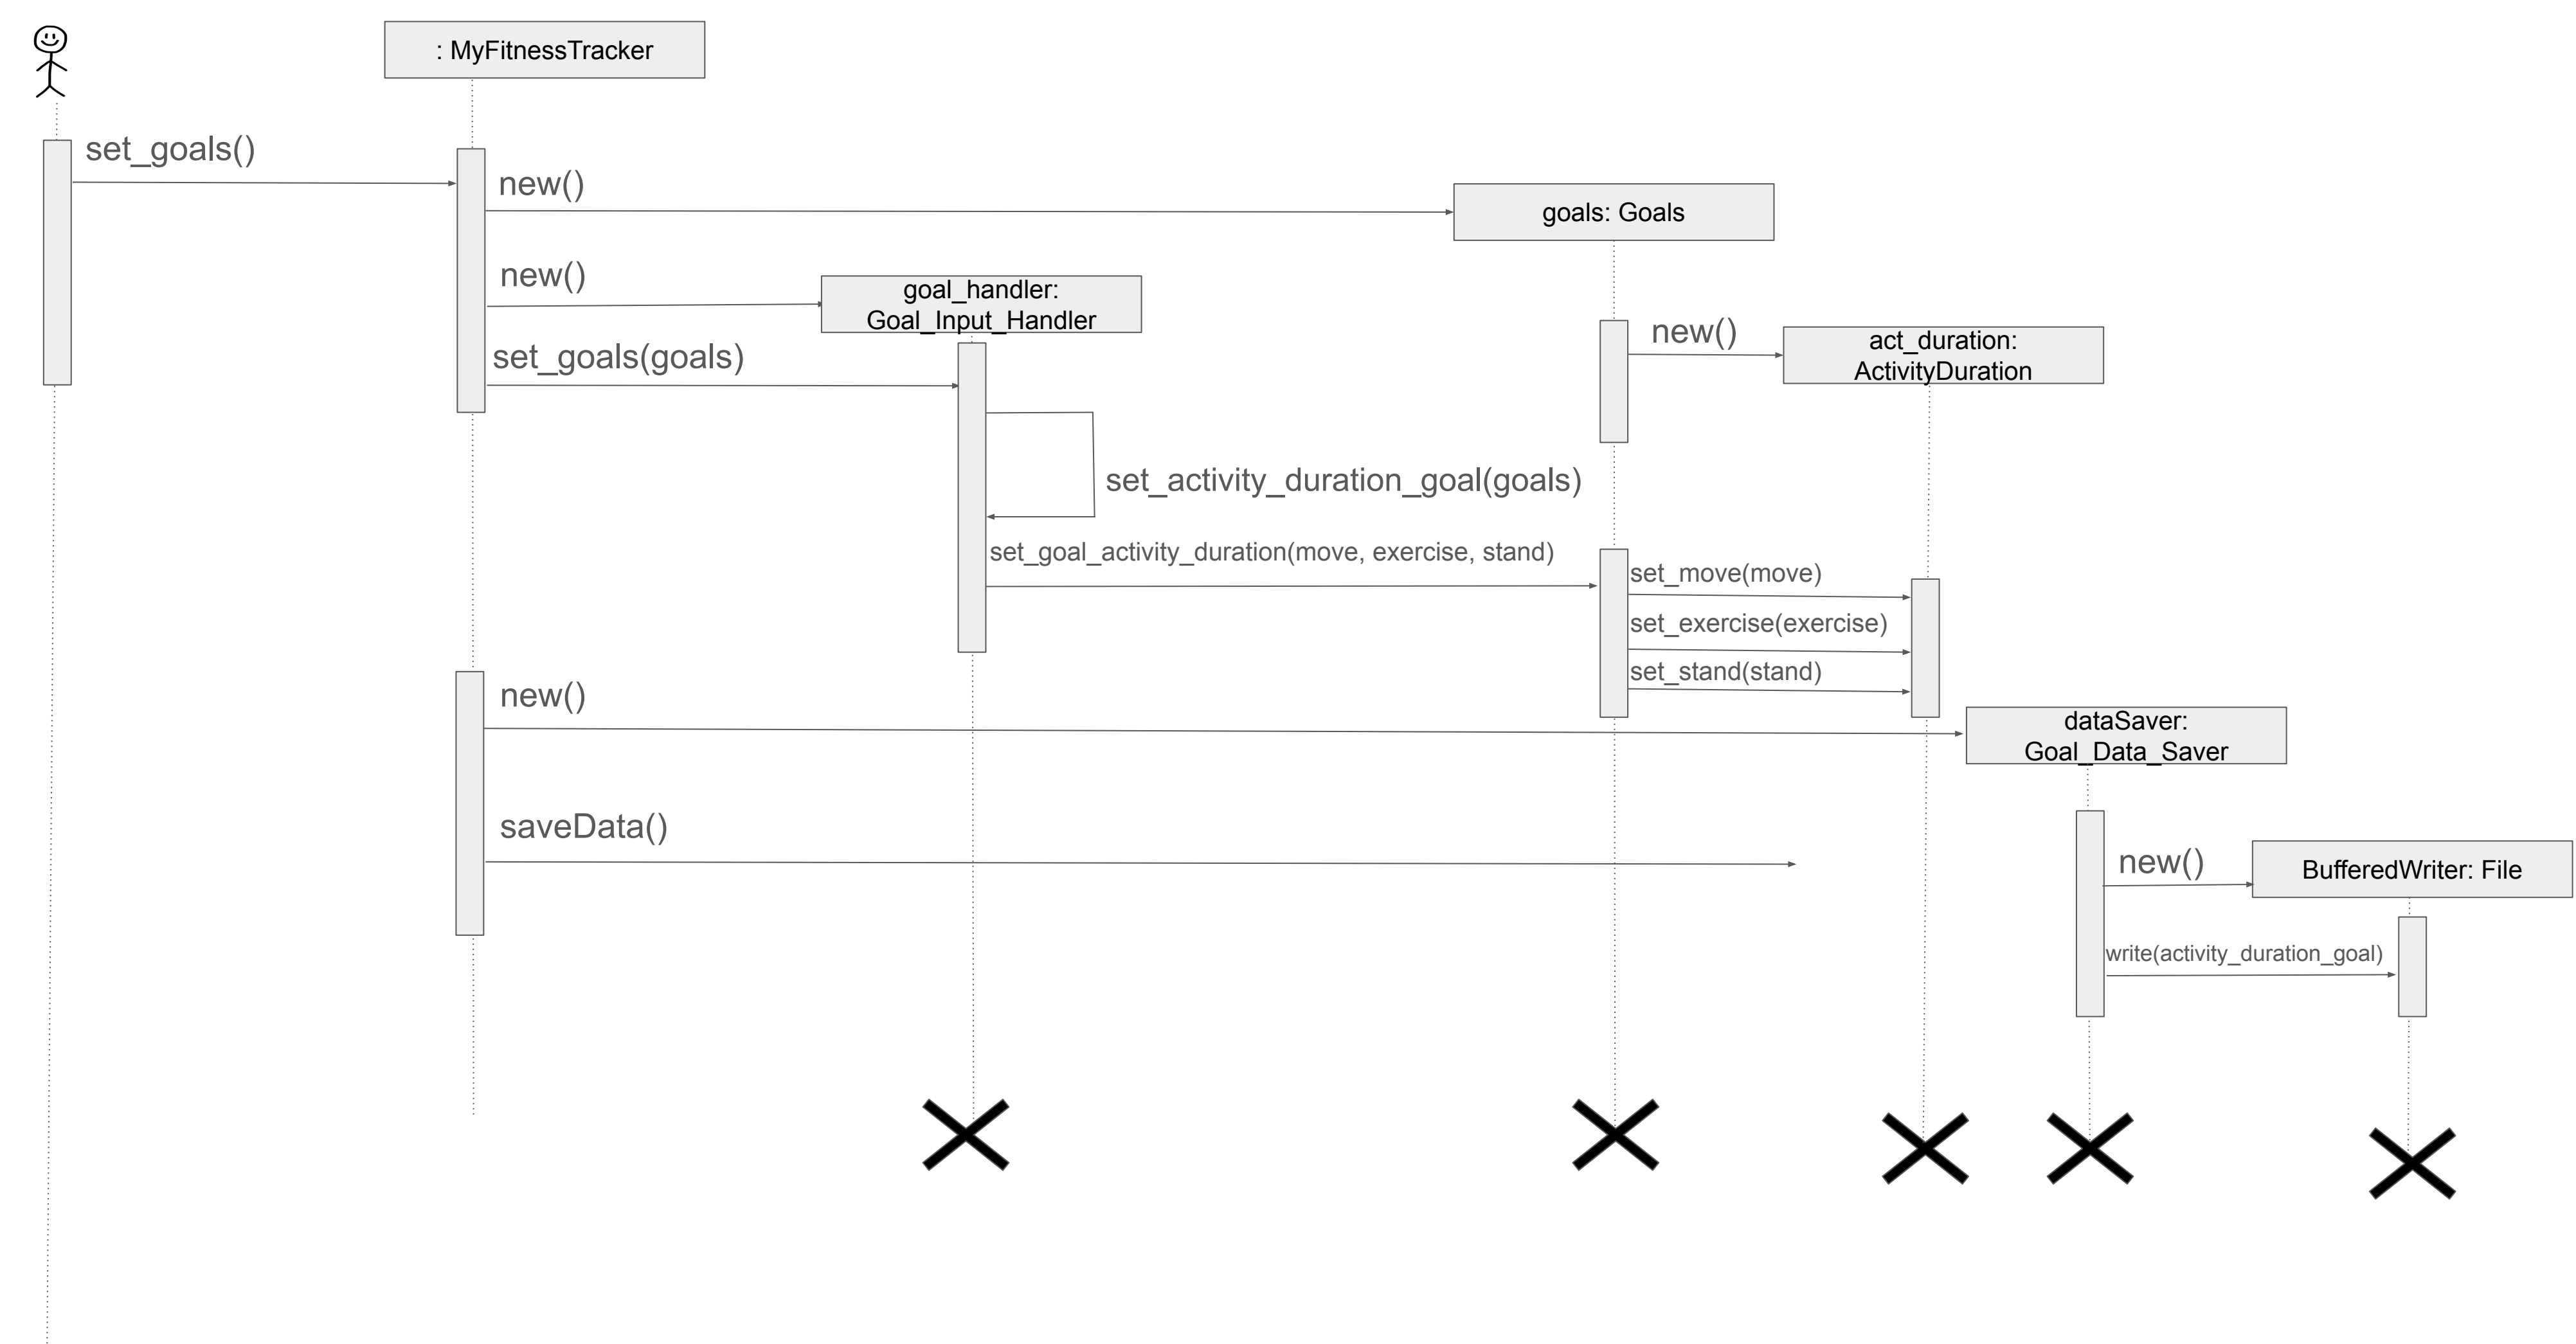 : MyFitnessTracker
set_goals()
new()
goals: Goals
new()
goal_handler:
Goal_Input_Handler
new()
act_duration:
ActivityDuration
set_goals(goals)
set_activity_duration_goal(goals)
set_goal_activity_duration(move, exercise, stand)
set_move(move)
set_exercise(exercise)
set_stand(stand)
new()
dataSaver:
Goal_Data_Saver
saveData()
new()
BufferedWriter: File
write(activity_duration_goal)